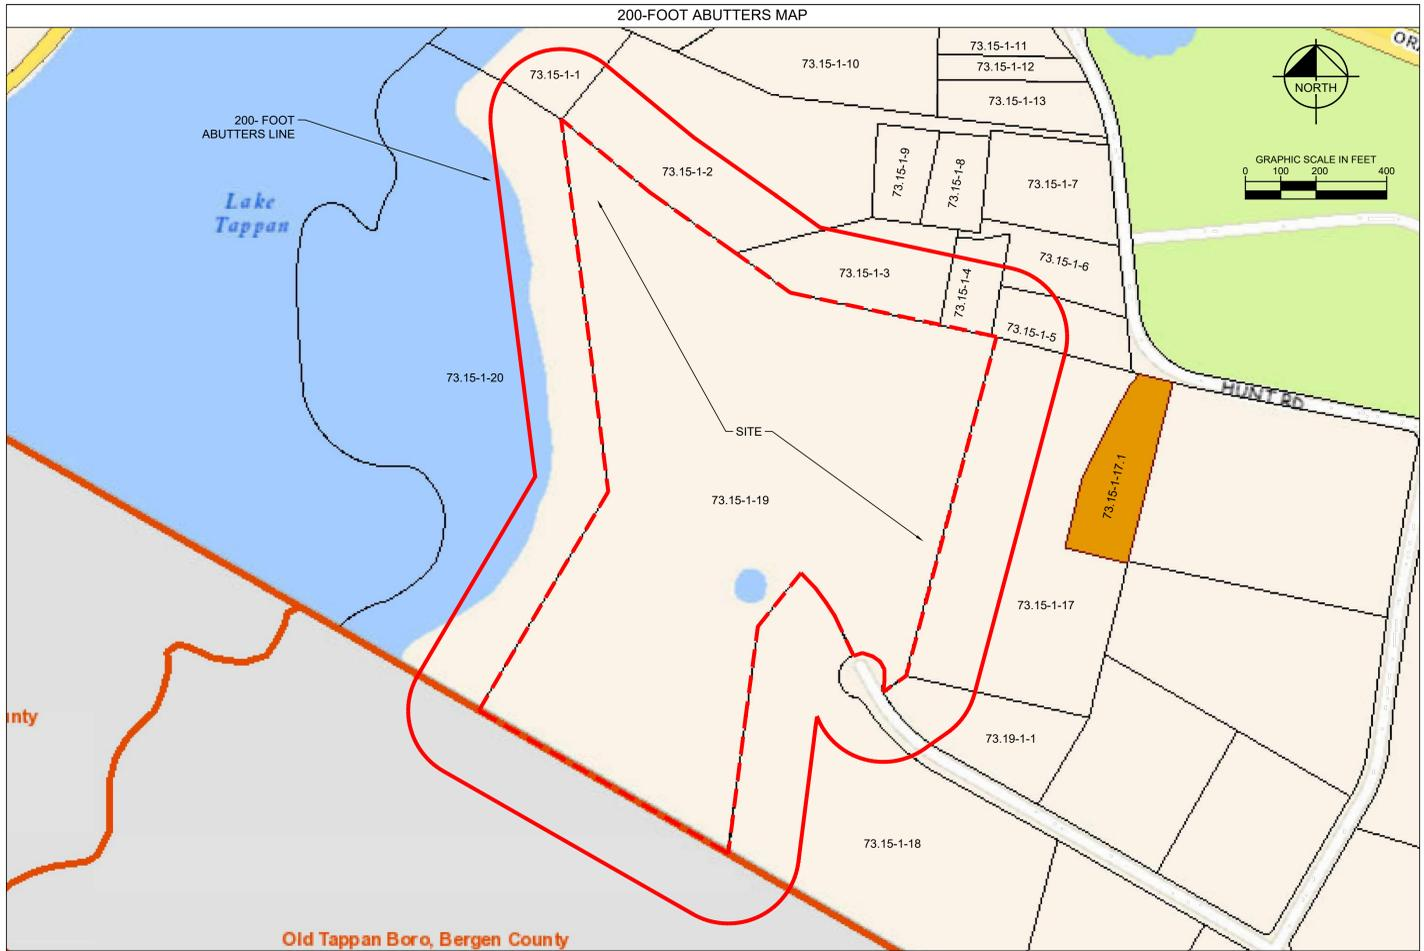 200-FOOT ABUTTERS MAP
73.15-1-11
73.15-1-12
73.15-1-13
73.15-1-10
73.15-1-1
NORTH
200- FOOT
ABUTTERS LINE
73.15-1-2
73.15-1-9
73.15-1-8
73.15-1-7
GRAPHIC SCALE IN FEET
0 100 200 400
Lake
Tappan
73.15-1-3
73.15-1-4
73.15-1-6
73.15-1-5
73.15-1-20
HUNT RD
SITE
73.15-1-17.1
73.15-1-19
73.15-1-17
73.19-1-1
73.15-1-18
Old Tappan Boro, Bergen County